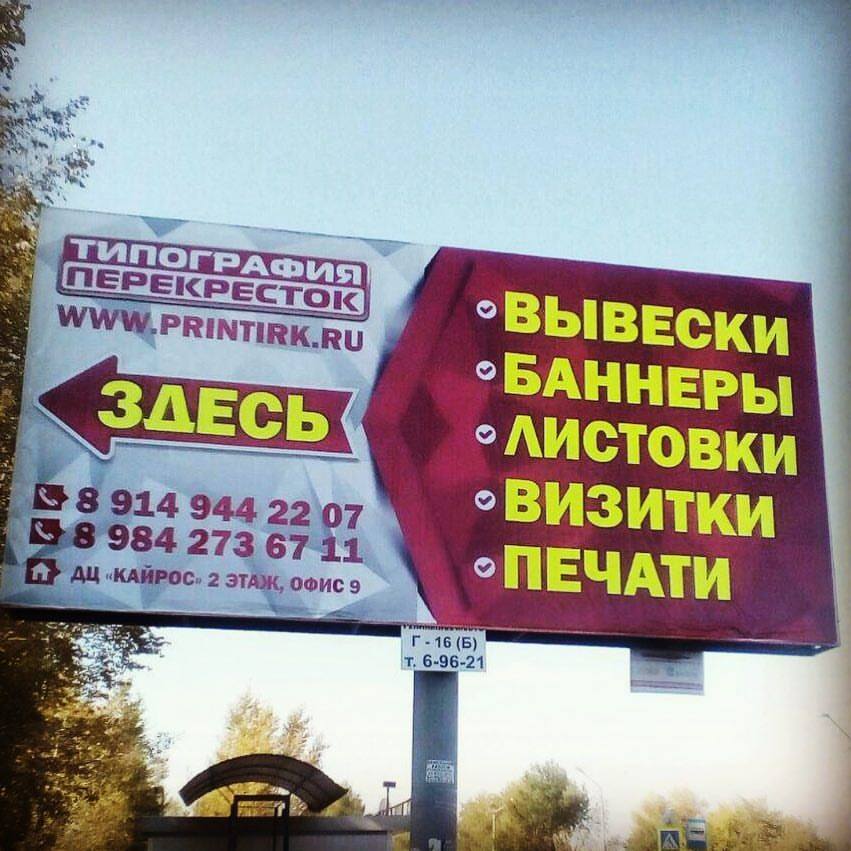 ТИПОГРАФИЯ
ПЕРЕКРЕСТОК
WWW.PRINTIRK.RU
ЗДЕСЬ
8 914 944 22 07
8 984 273 67 11
ДЦ «КАЙРОС» 2 ЭТАЖ, ОФИС 9
ВЫВЕСКИ
БАННЕРЫ
ЛИСТОВКИ
ВИЗИТКИ
ПЕЧАТИ
Г - 16 (Б)
т. 6-96-21